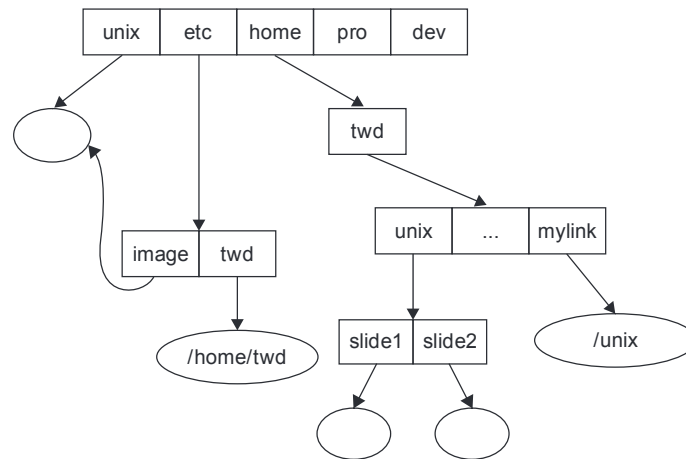 unix etc home pro dev
twd
image twd
unix ... mylink
/home/twd
slide1 slide2
/unix